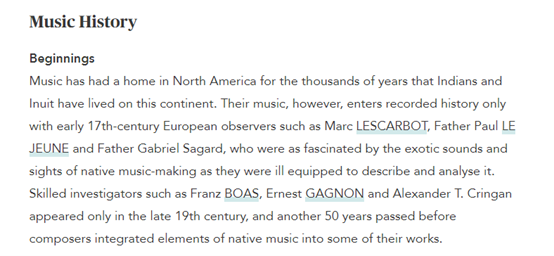 Music History
Beginnings
Music has had a home in North America for the thousands of years that Indians and
Inuit have lived on this continent. Their music, however, enters recorded history only
with early 17th-century European observers such as Marc LESCARBOT, Father Paul LE
JEUNE and Father Gabriel Sagard, who were as fascinated by the exotic sounds and
sights of native music-making as they were ill equipped to describe and analyse it.
Skilled investigators such as Franz BOAS, Ernest GAGNON and Alexander T. Cringan
appeared only in the late 19th century, and another 50 years passed before
composers integrated elements of native music into some of their works.